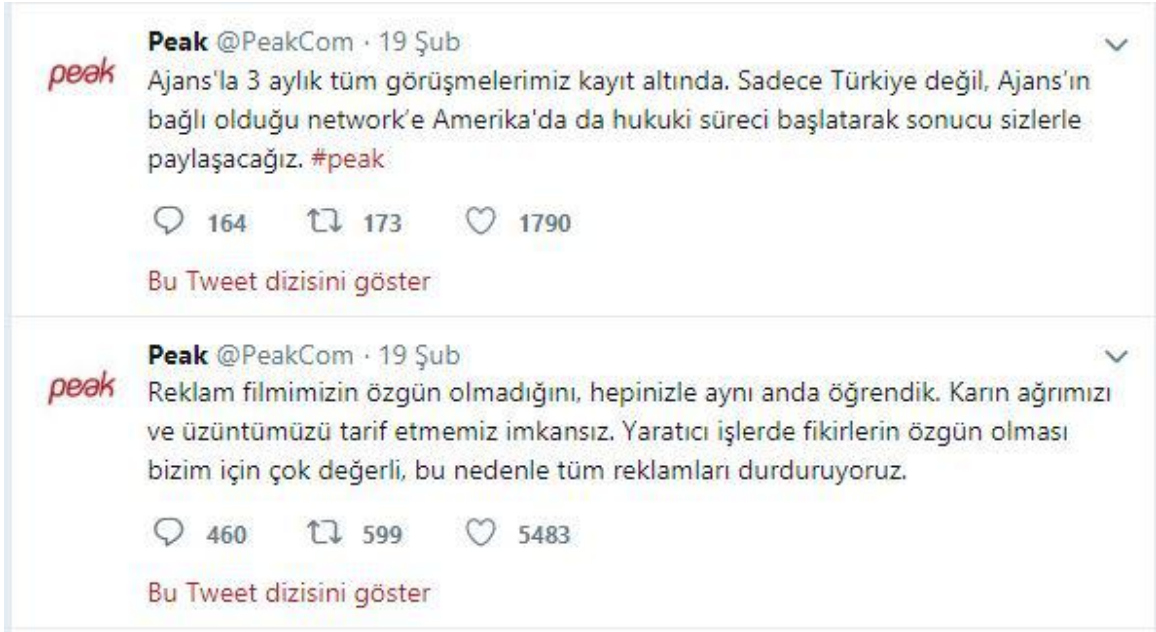 Peak @PeakCom · 19 Şub
peak
Ajans'la 3 aylık tüm görüşmelerimiz kayıt altında. Sadece Türkiye değil, Ajans’ın
bağlı olduğu network’e Amerika'da da hukuki süreci başlatarak sonucu sizlerle
paylaşacağız. #peak
164 173 1790
Bu Tweet dizisini göster
Peak @PeakCom · 19 Şub
peak
Reklam filmimizin özgün olmadığını, hepinizle aynı anda öğrendik. Karın ağrımızı
ve üzüntümüzü tarif etmemiz imkansız. Yaratıcı işlerde fikirlerin özgün olması
bizim için çok değerli, bu nedenle tüm reklamları durduruyoruz.
460 599 5483
Bu Tweet dizisini göster